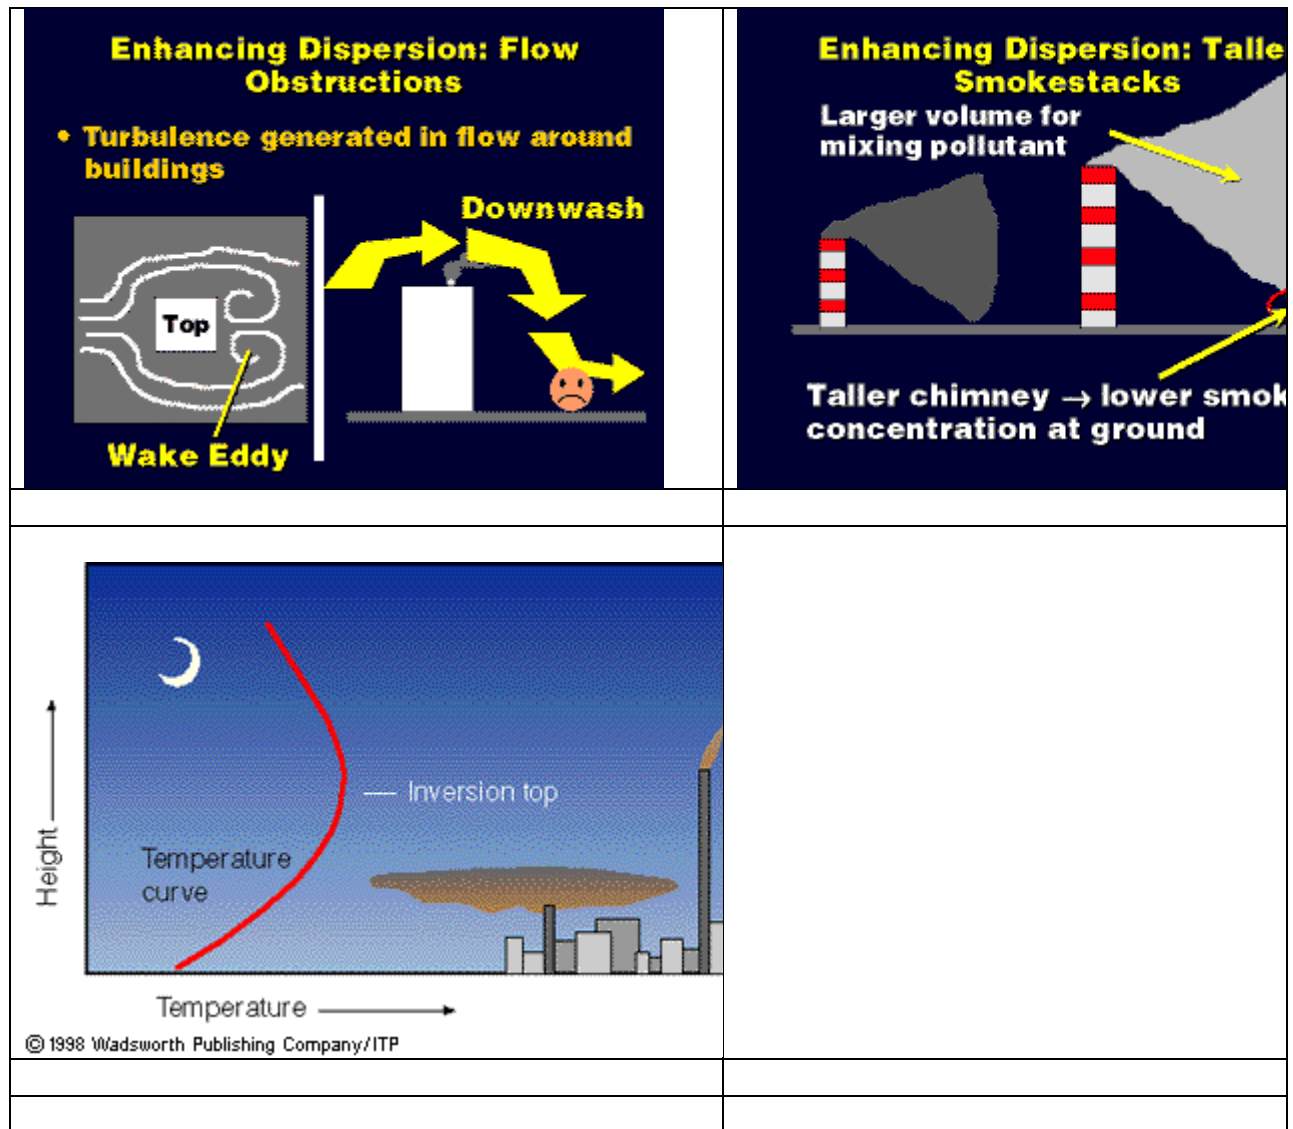 Enhancing Dispersion: Flow
Obstructions
• Turbulence generated in flow around
buildings
Downwash
Top
Wake Eddy
Enhancing Dispersion: Talle
Smokestacks
Larger volume for
mixing pollutant
Taller chimney → lower smok
concentration at ground
Inversion top
Temperature
curve
Height
Temperature
© 1998 Wadsworth Publishing Company/ITP